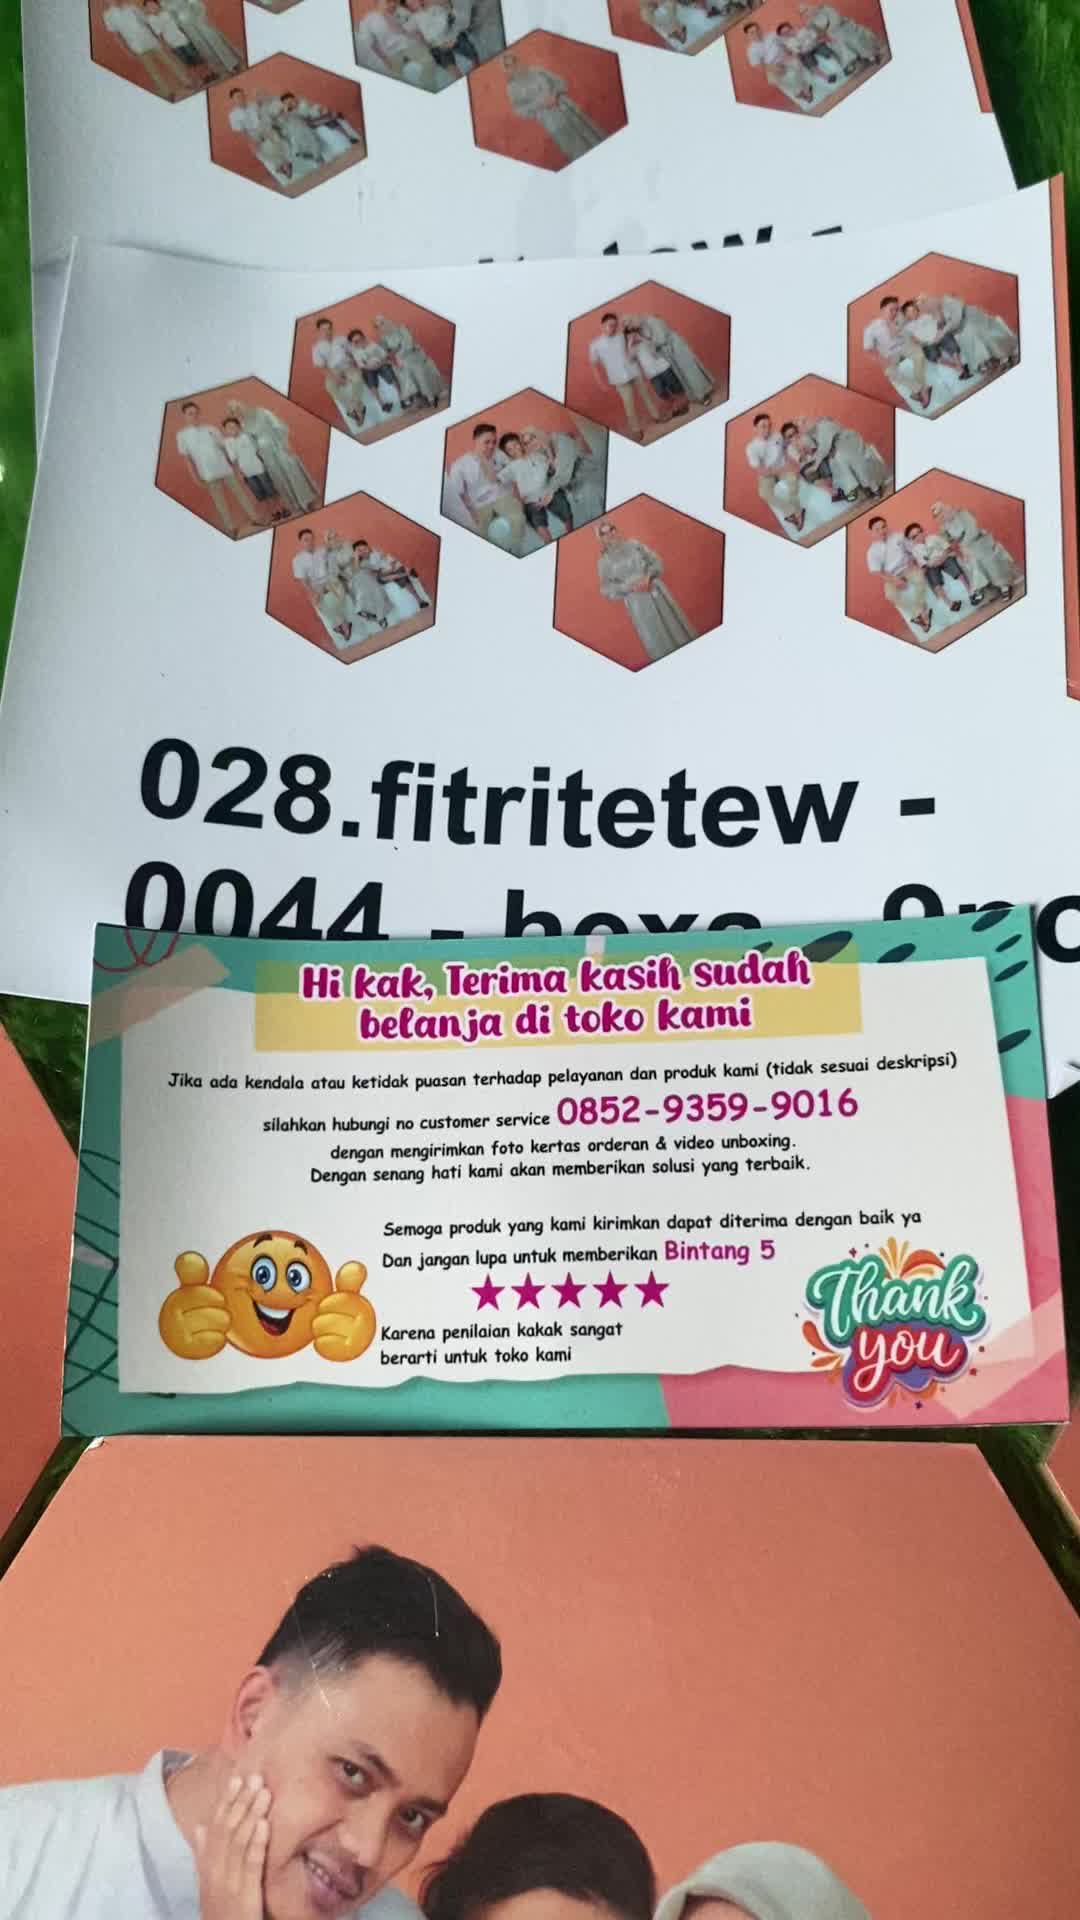 028.fitritetew -
0044 - hexa - 9pc
Hi kak, Terima kasih sudah
belanja di toko kami
Jika ada kendala atau ketidak puasan terhadap pelayanan dan produk kami (tidak sesuai deskripsi)
silahkan hubungi no customer service 0852-9359-9016
dengan mengirimkan foto kertas orderan & video unboxing.
Dengan senang hati kami akan memberikan solusi yang terbaik.
Semoga produk yang kami kirimkan dapat diterima dengan baik ya
Dan jangan lupa untuk memberikan Bintang 5
Karena penilaian kakak sangat
berarti untuk toko kami
Thank
you